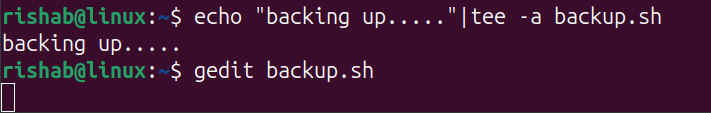 rishab@linux:~$ echo "backing up....."|tee -a backup.sh
backing up.....
rishab@linux:~$ gedit backup.sh